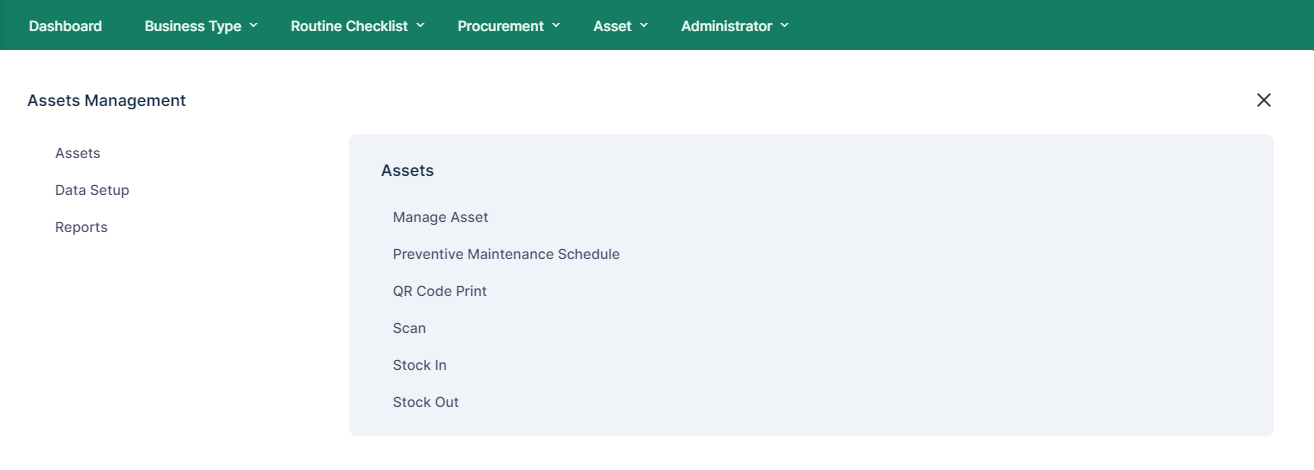 Dashboard Business Type Routine Checklist Procurement Asset Administrator
Assets Management
Assets
Data Setup
Reports
Assets
Manage Asset
Preventive Maintenance Schedule
QR Code Print
Scan
Stock In
Stock Out